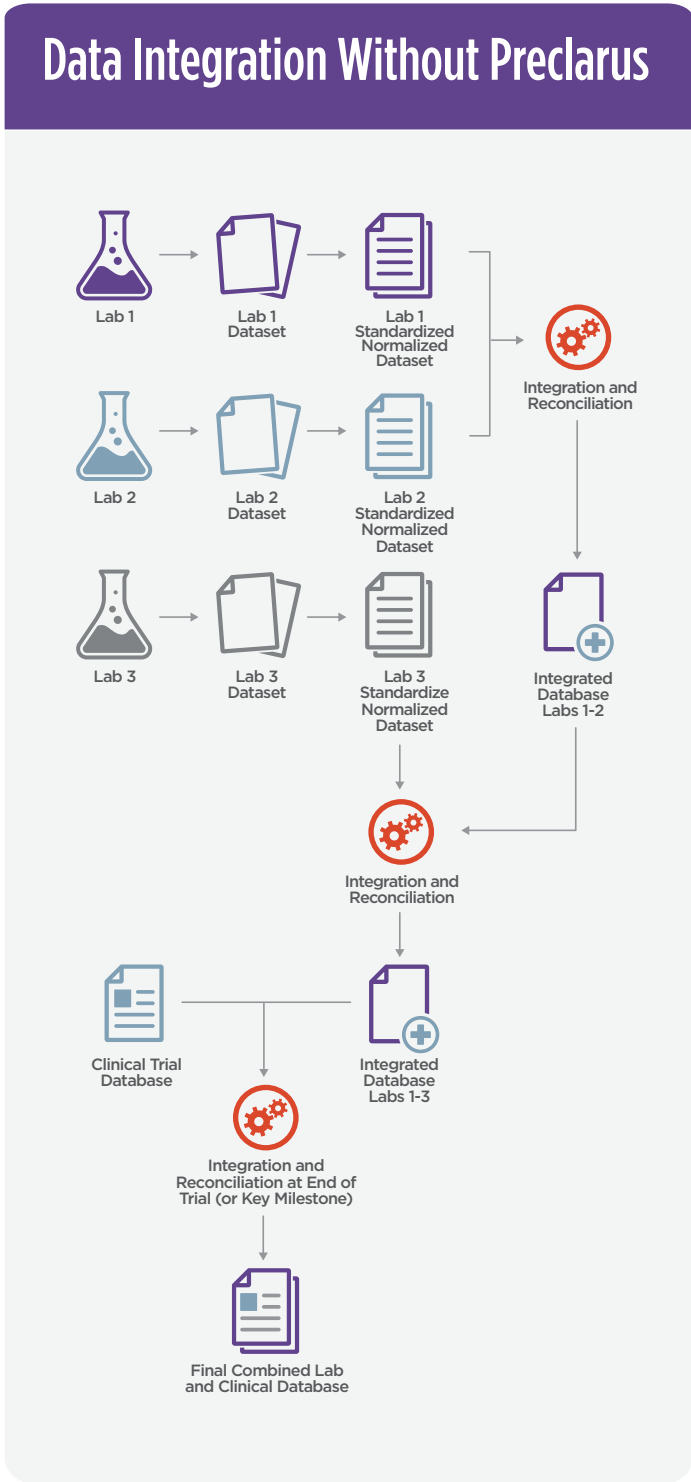 Data Integration Without Preclarus
Lab 1
Lab 1
Dataset
Lab 1
Standardized
Normalized
Dataset
Integration and
Reconciliation
Lab 2
Lab 2
Dataset
Lab 2
Standardized
Normalized
Dataset
Lab 3
Lab 3
Dataset
Lab 3
Standardize
Normalized
Dataset
Integrated
Database
Labs 1-2
Integration and
Reconciliation
Clinical Trial
Database
Integrated
Database
Labs 1-3
Integration and
Reconciliation at End of
Trial (or Key Milestone)
Final Combined Lab
and Clinical Database